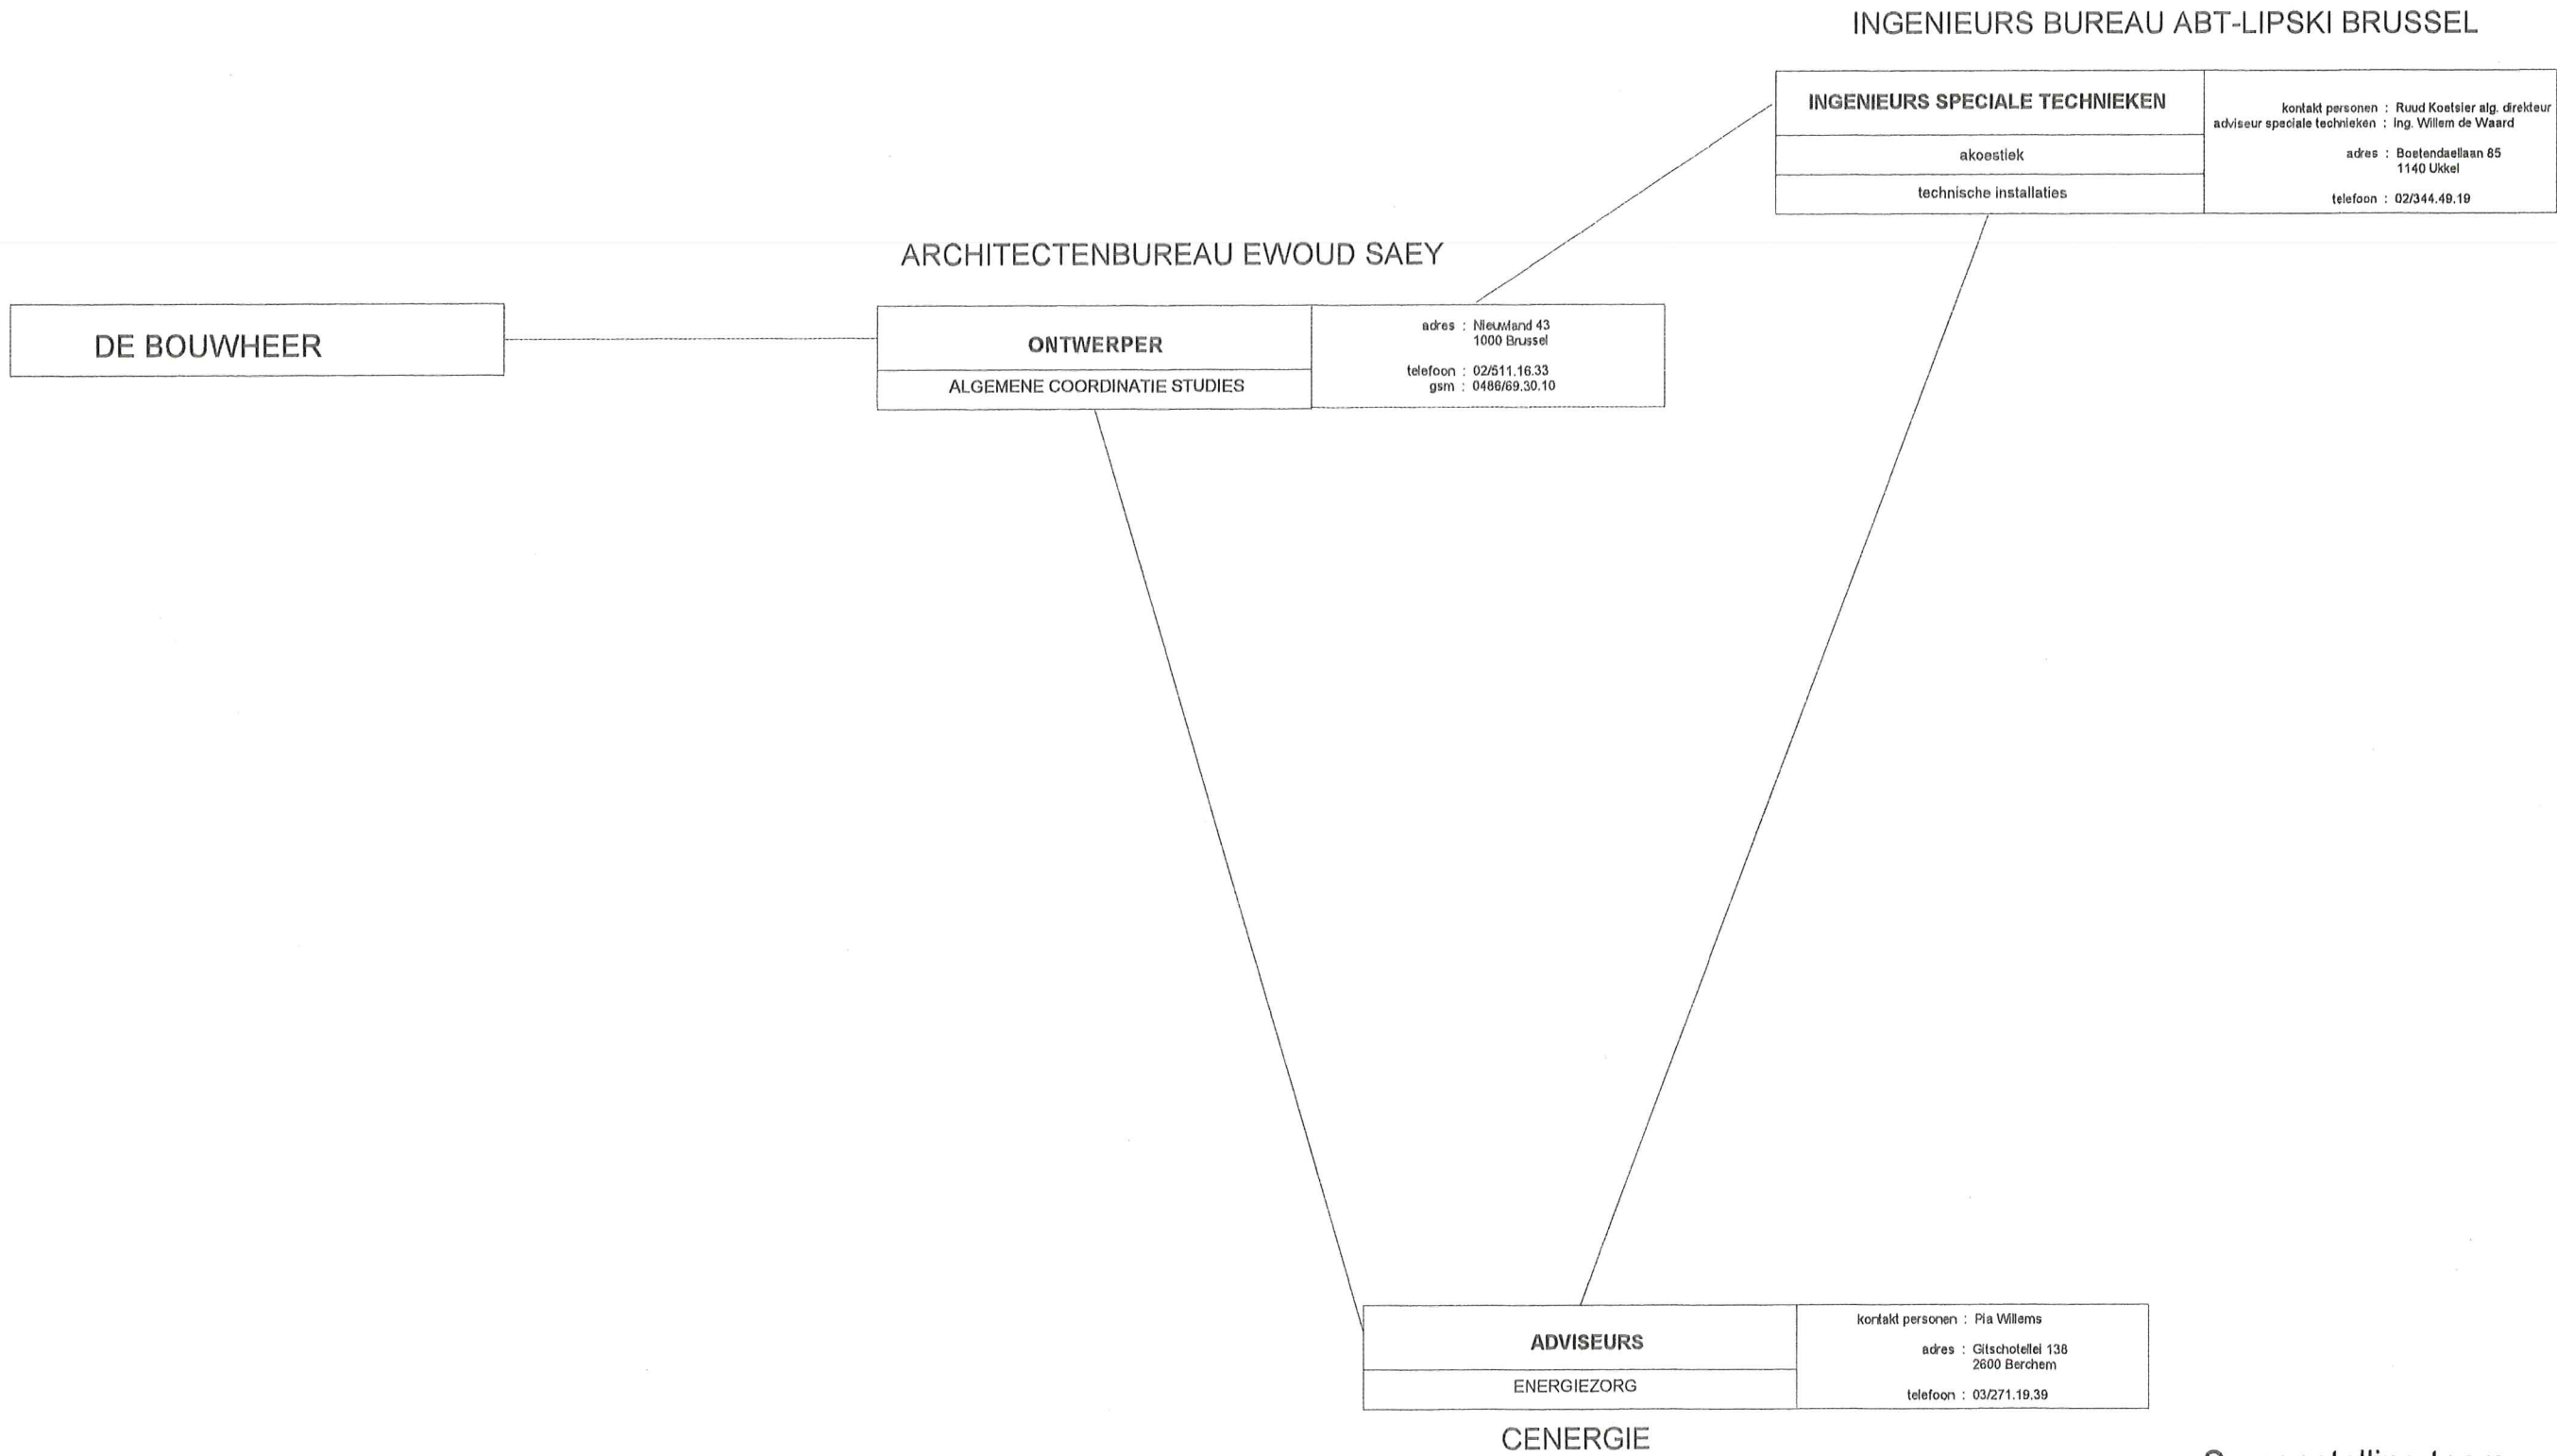 INGENIEURS BUREAU ABT-LIPSKI BRUSSEL
INGENIEURS SPECIALE TECHNIEKEN
akoestiek
technische installaties
kontakt personen : Ruud Koetsier alg. direkteur
adviseur speciale technieken : Ing. Willem de Waard
adres : Boetendaellaan 85
1140 Ukkel
telefoon : 02/344.49.19
ARCHITECTENBUREAU EWOUD SAEY
DE BOUWHEER
ONTWERPER
ALGEMENE COORDINATIE STUDIES
adres : Nieuwland 43
1000 Brussel
telefoon : 02/511.16.33
gsm : 0486/69.30.10
ADVISEURS
ENERGIEZORG
kontakt personen : Pia Willems
adres : Gitschotellei 138
2600 Berchem
telefoon : 03/271.19.39
CENERGIE